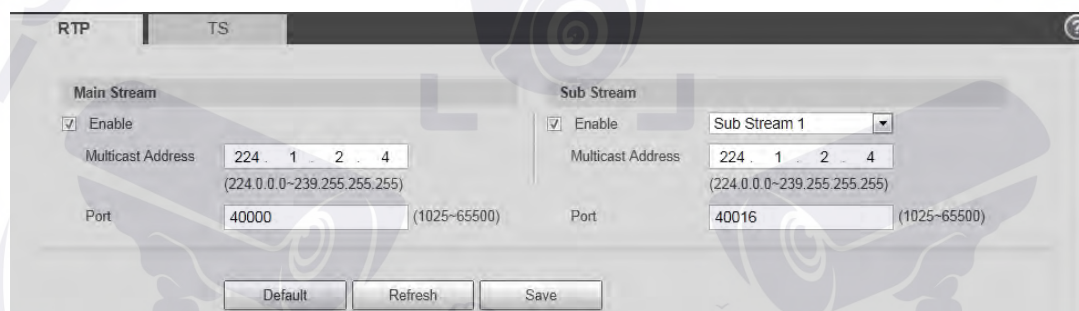 RTP TS
Main Stream Sub Stream
Enable Enable Sub Stream 1
Multicast Address 224 . 1 . 2 . 4 Multicast Address 224 . 1 . 2 . 4
(224.0.0.0~239.255.255.255) (224.0.0.0~239.255.255.255)
Port 40000 (1025~65500) Port 40016 (1025~65500)
Default Refresh Save